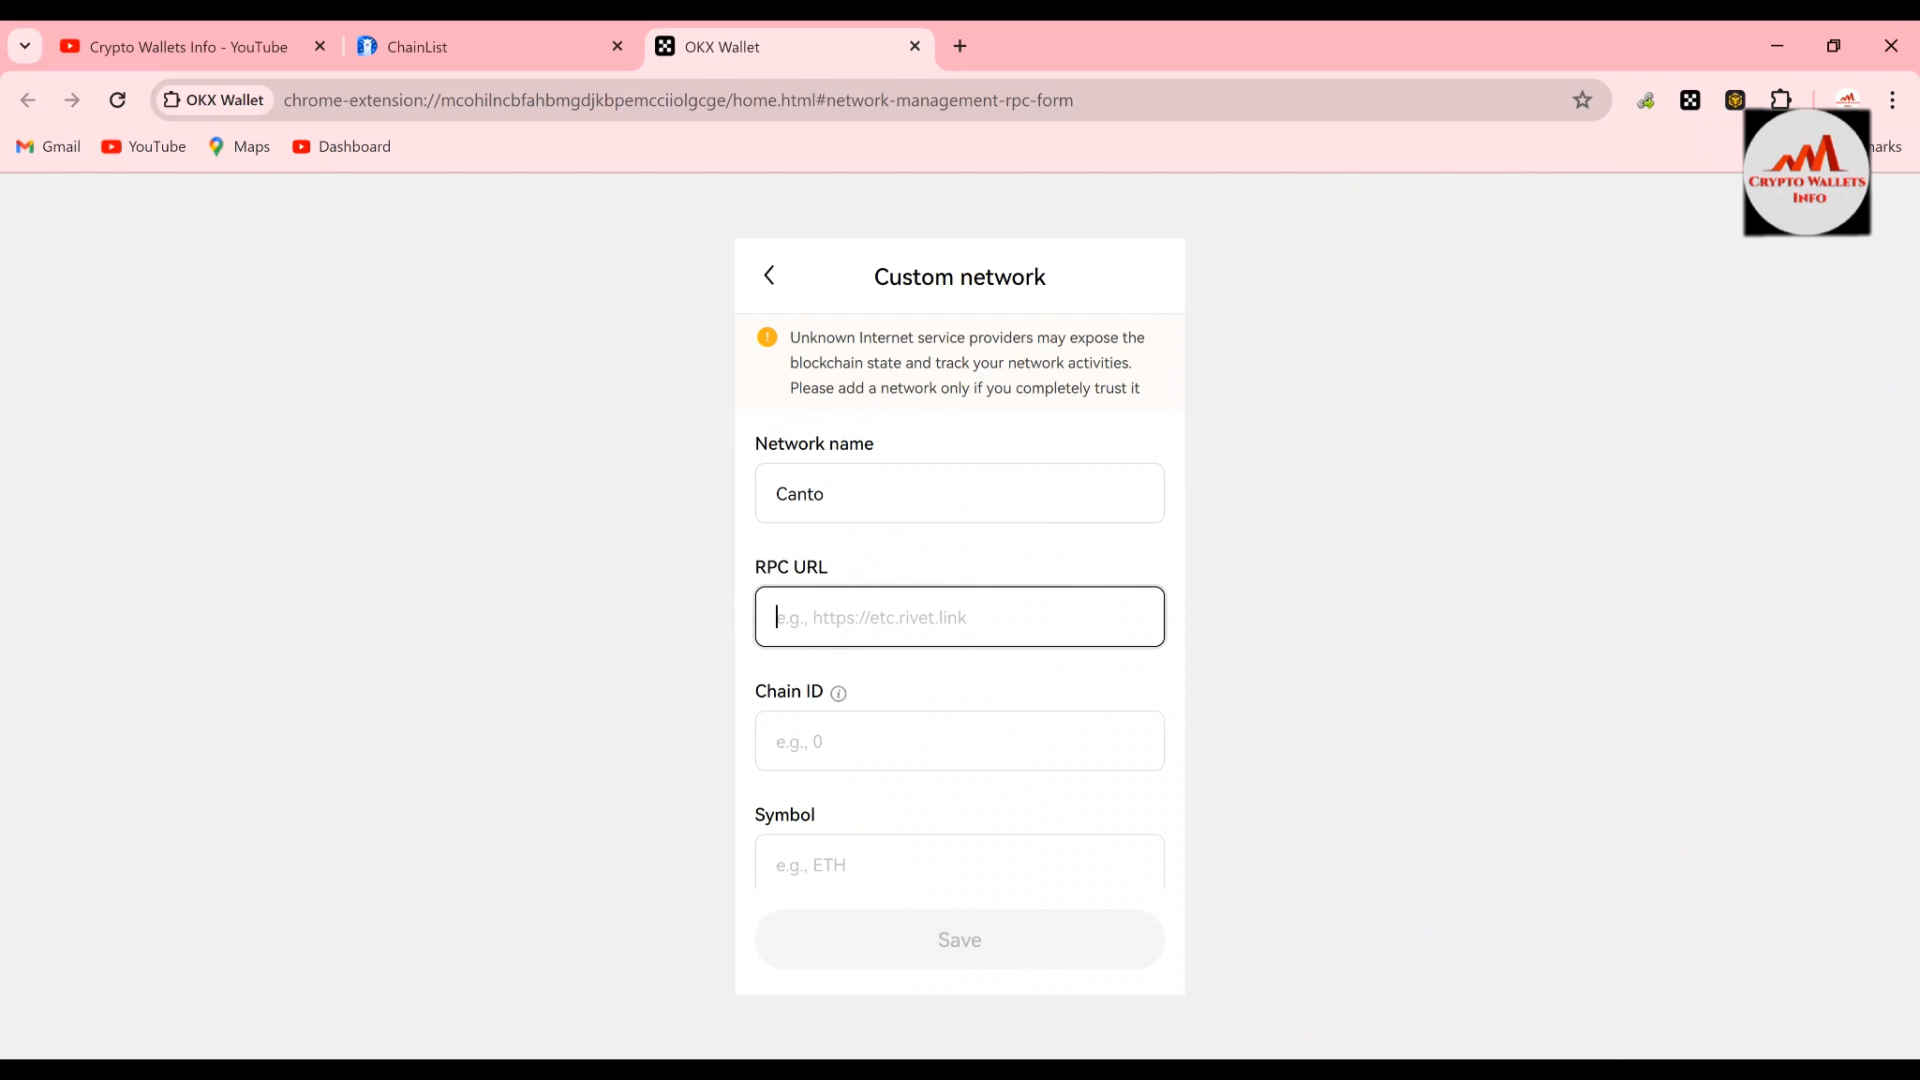 Crypto Wallets Info - YouTube
ChainList
OKX Wallet
OKX Wallet
chrome-extension://mcohilncbfahbmgdjkbpemcciiolgcge/home.html#network-management-rpc-form
Gmail
YouTube
Maps
Dashboard
arks
CRYPTO WALLETS
INFO
Custom network
Unknown Internet service providers may expose the
blockchain state and track your network activities.
Please add a network only if you completely trust it
Network name
Canto
RPC URL
e.g., https://etc.rivet.link
Chain ID
e.g., 0
Symbol
e.g., ETH
Save